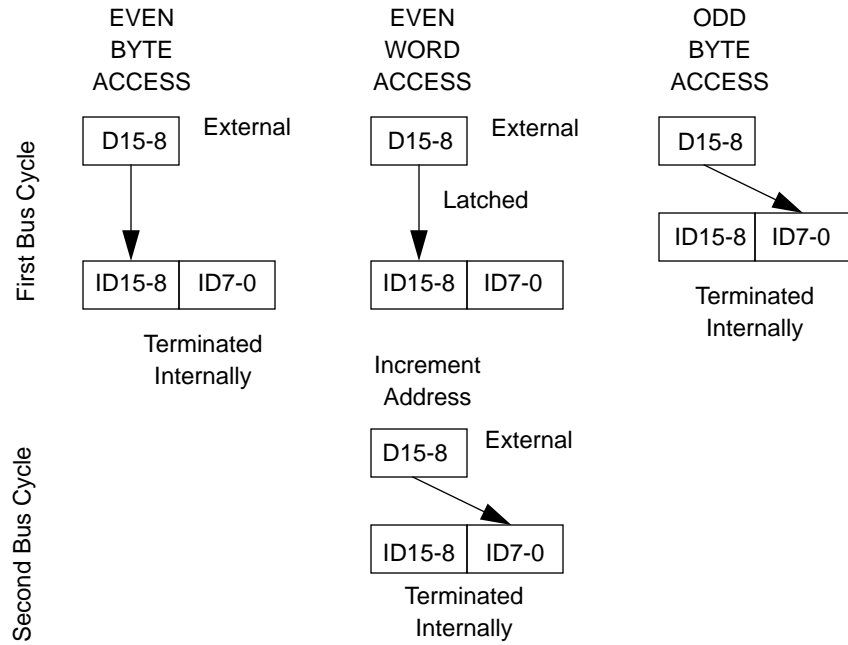 EVEN
BYTE
ACCESS
EVEN
WORD
ACCESS
ODD
BYTE
ACCESS
First Bus Cycle
D15-8
External
ID15-8
ID7-0
Terminated
Internally
D15-8
External
Latched
ID15-8
ID7-0
D15-8
ID15-8
ID7-0
Terminated
Internally
Second Bus Cycle
Increment
Address
D15-8
External
ID15-8
ID7-0
Terminated
Internally